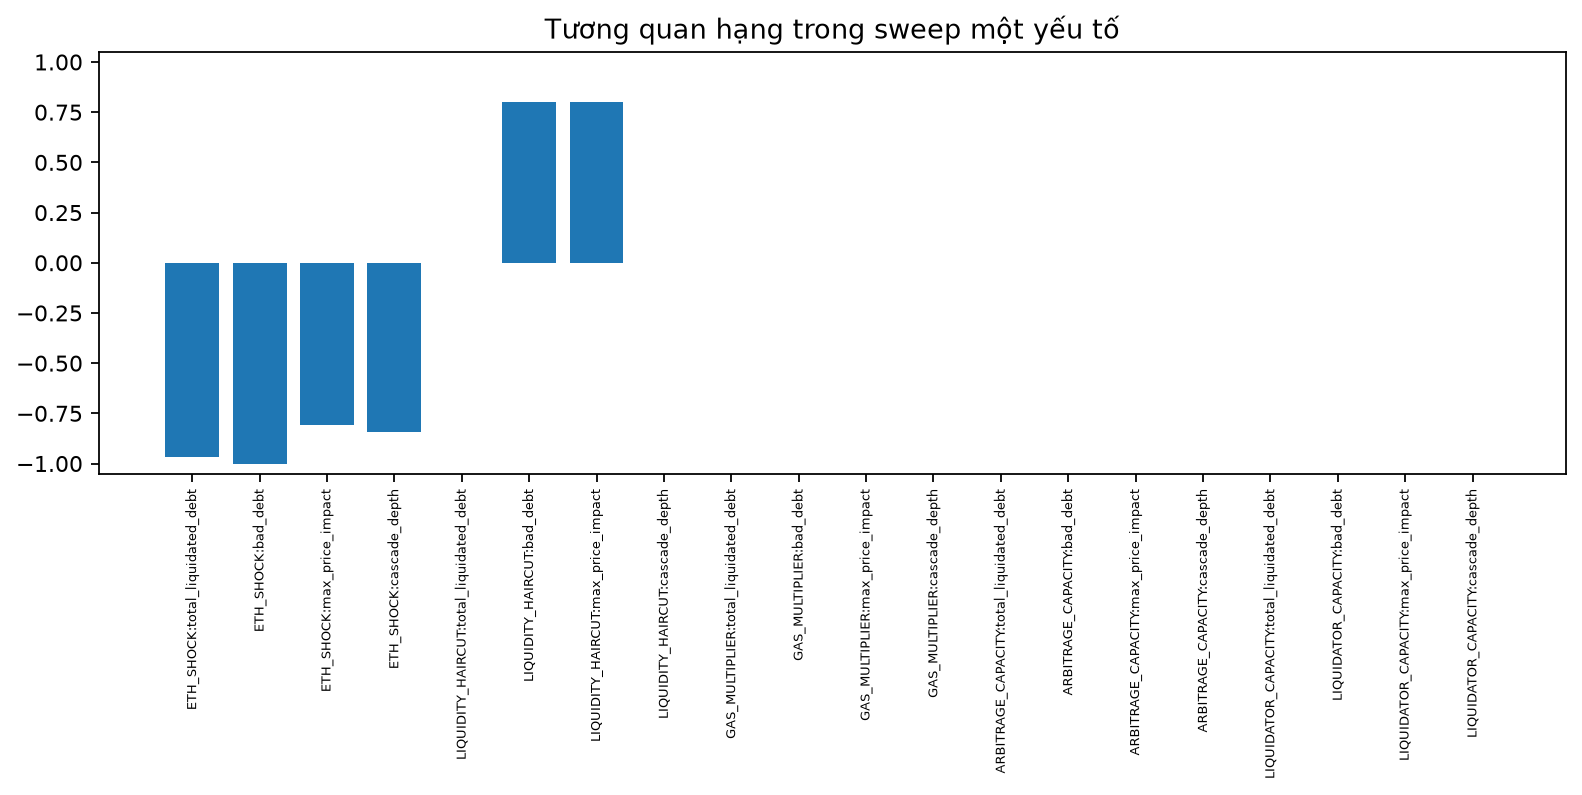 Tương quan hạng trong sweep một yếu tố
1.00
0.75
0.50
0.25
0.00
−0.25
−0.50
−0.75
−1.00
ETH_SHOCK:total_liquidated_debt
ETH_SHOCK:bad_debt
ETH_SHOCK:max_price_impact
ETH_SHOCK:cascade_depth
LIQUIDITY_HAIRCUT:total_liquidated_debt
LIQUIDITY_HAIRCUT:bad_debt
LIQUIDITY_HAIRCUT:max_price_impact
LIQUIDITY_HAIRCUT:cascade_depth
GAS_MULTIPLIER:total_liquidated_debt
GAS_MULTIPLIER:bad_debt
GAS_MULTIPLIER:max_price_impact
GAS_MULTIPLIER:cascade_depth
ARBITRAGE_CAPACITY:total_liquidated_debt
ARBITRAGE_CAPACITY:bad_debt
ARBITRAGE_CAPACITY:max_price_impact
ARBITRAGE_CAPACITY:cascade_depth
LIQUIDATOR_CAPACITY:total_liquidated_debt
LIQUIDATOR_CAPACITY:bad_debt
LIQUIDATOR_CAPACITY:max_price_impact
LIQUIDATOR_CAPACITY:cascade_depth